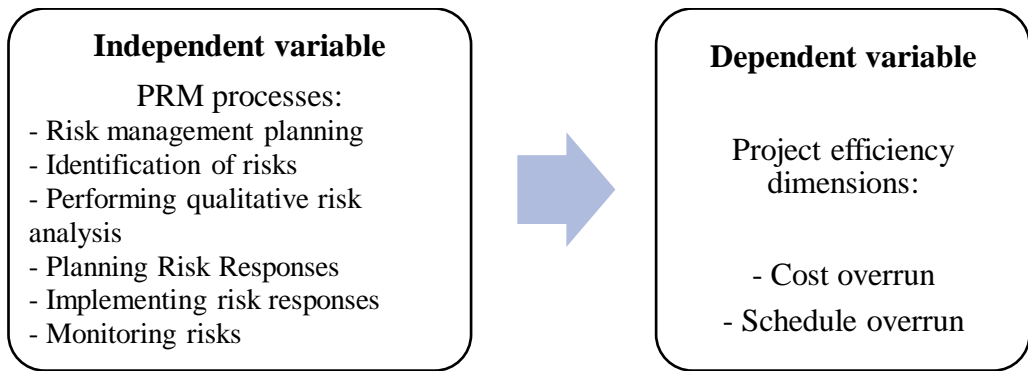 Independent variable
PRM processes:
- Risk management planning
- Identification of risks
- Performing qualitative risk
analysis
- Planning Risk Responses
- Implementing risk responses
- Monitoring risks
Dependent variable
Project efficiency
dimensions:
- Cost overrun
- Schedule overrun